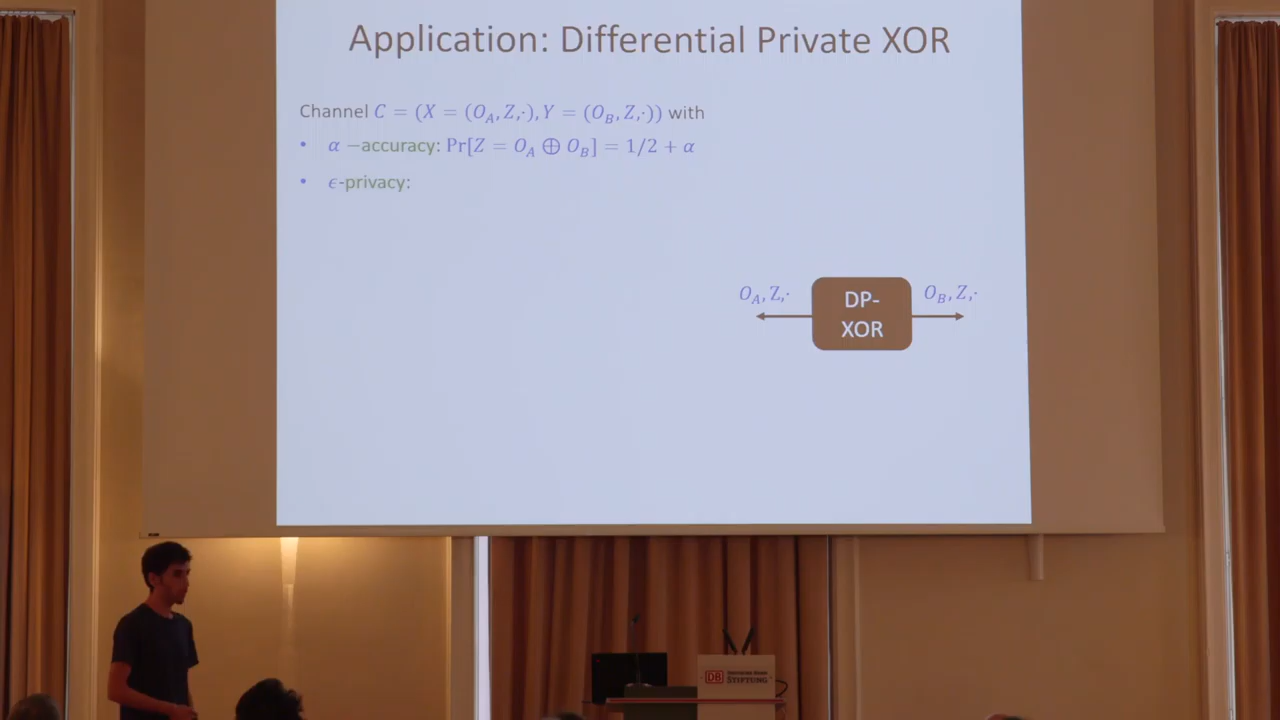 Application: Differential Private XOR
Channel C = (X = (O_A, Z,·), Y = (O_B, Z,·)) with
• α −accuracy: Pr[Z = O_A ⊕ O_B] = 1/2 + α
• ϵ-privacy:
O_A, Z,·
DP-
XOR
O_B, Z,·
DB
STIFTUNG